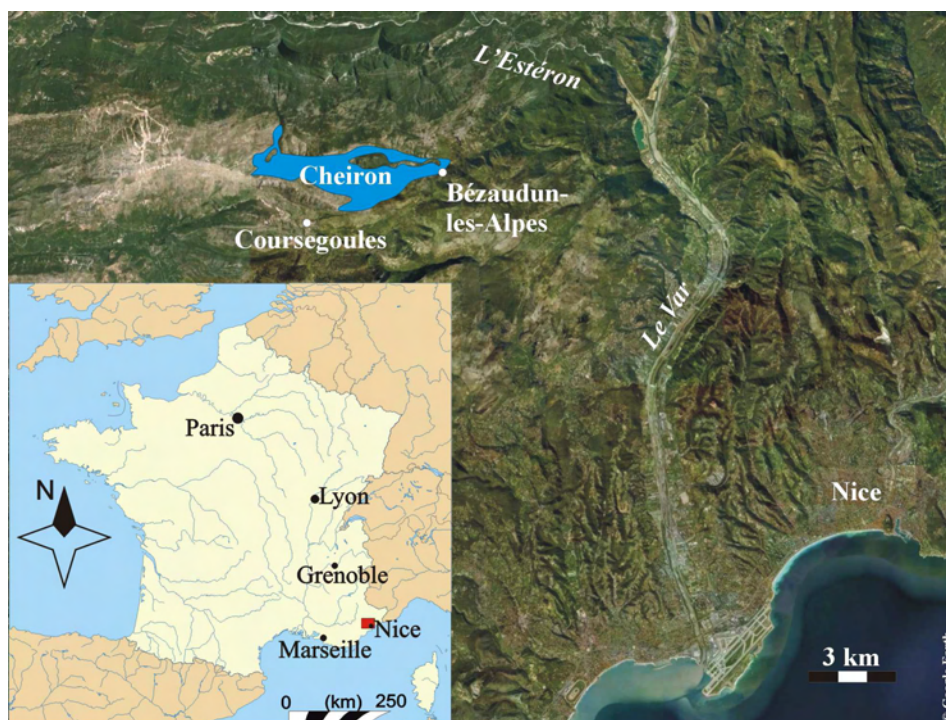 L'Estéron
Cheiron
Bézaudun-
les-Alpes
Coursegoules
Le Var
Nice
3 km
N
Paris
Lyon
Grenoble
Nice
Marseille
0 (km) 250